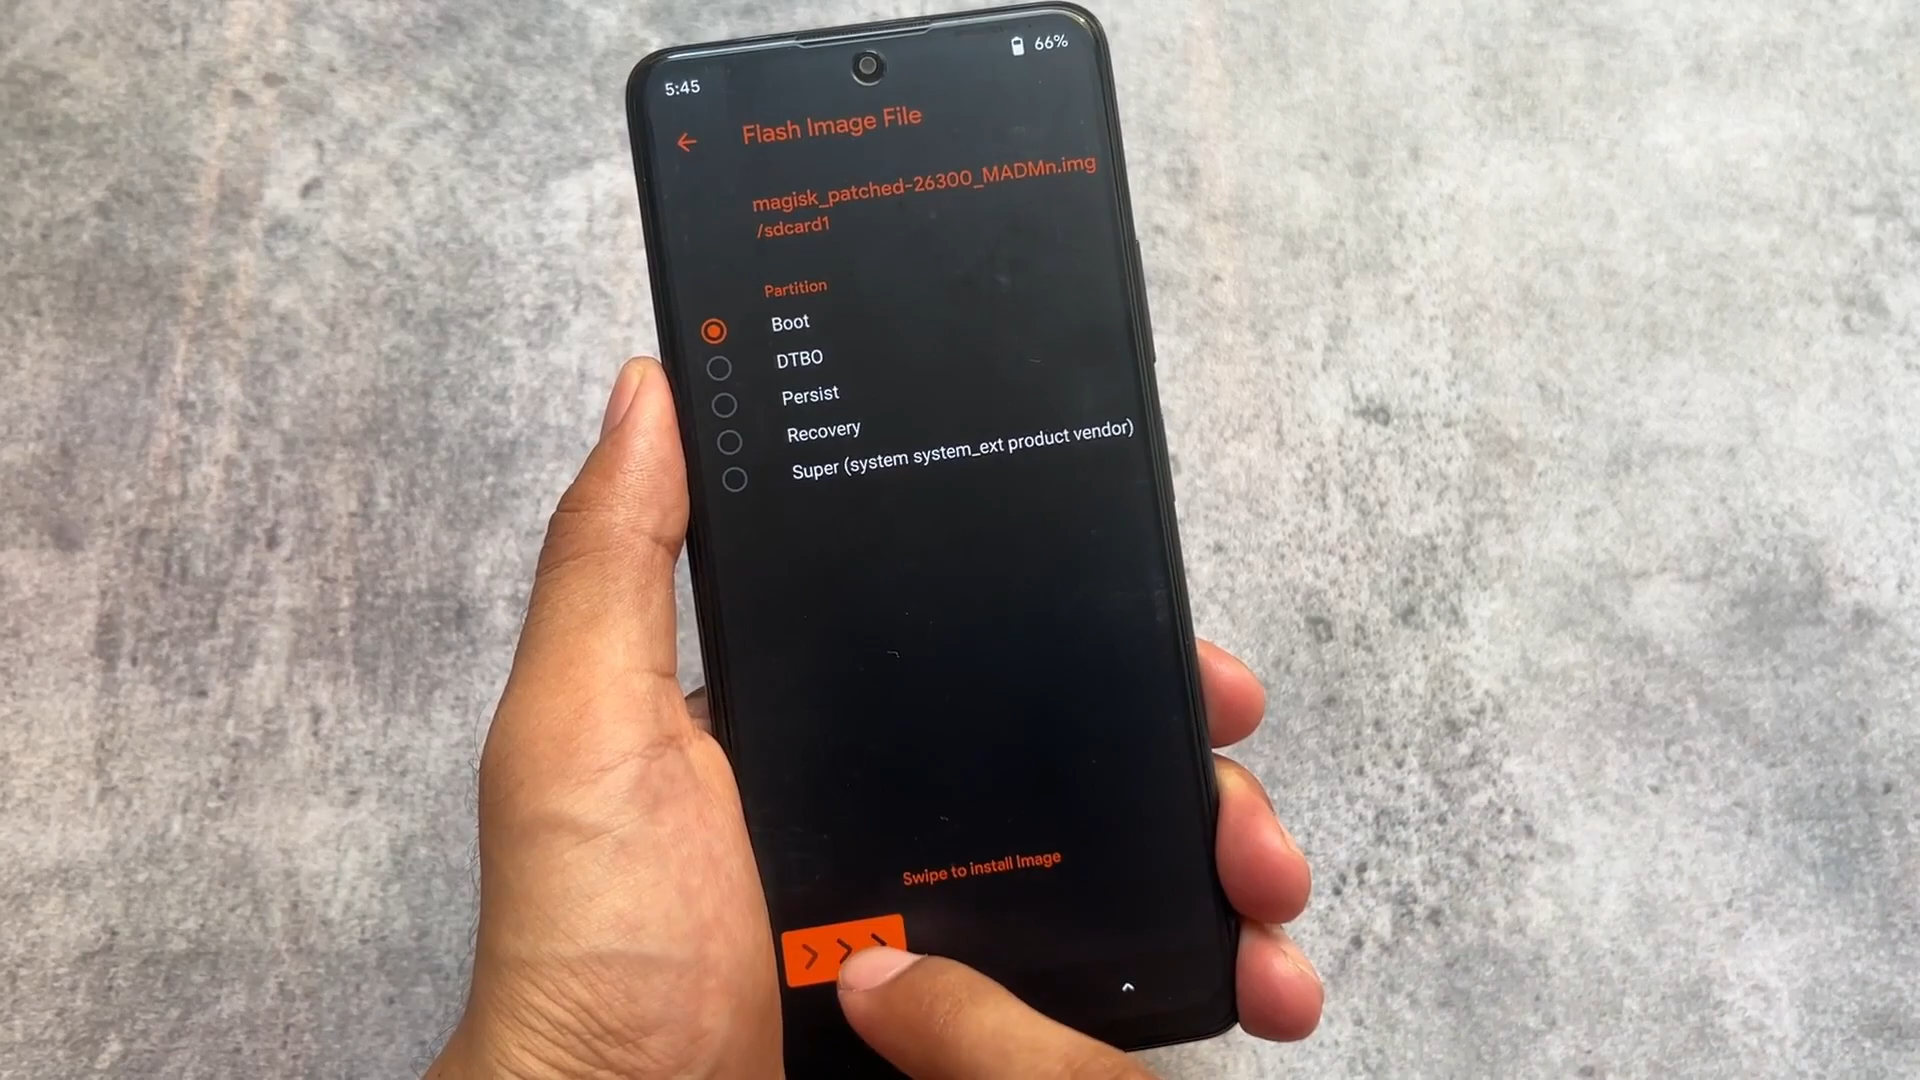 5:45
66%
Flash Image File
magisk_patched-26300_MADMn.img
/sdcard1
Partition
Boot
DTBO
Persist
Recovery
Super (system system_ext product vendor)
Swipe to install Image